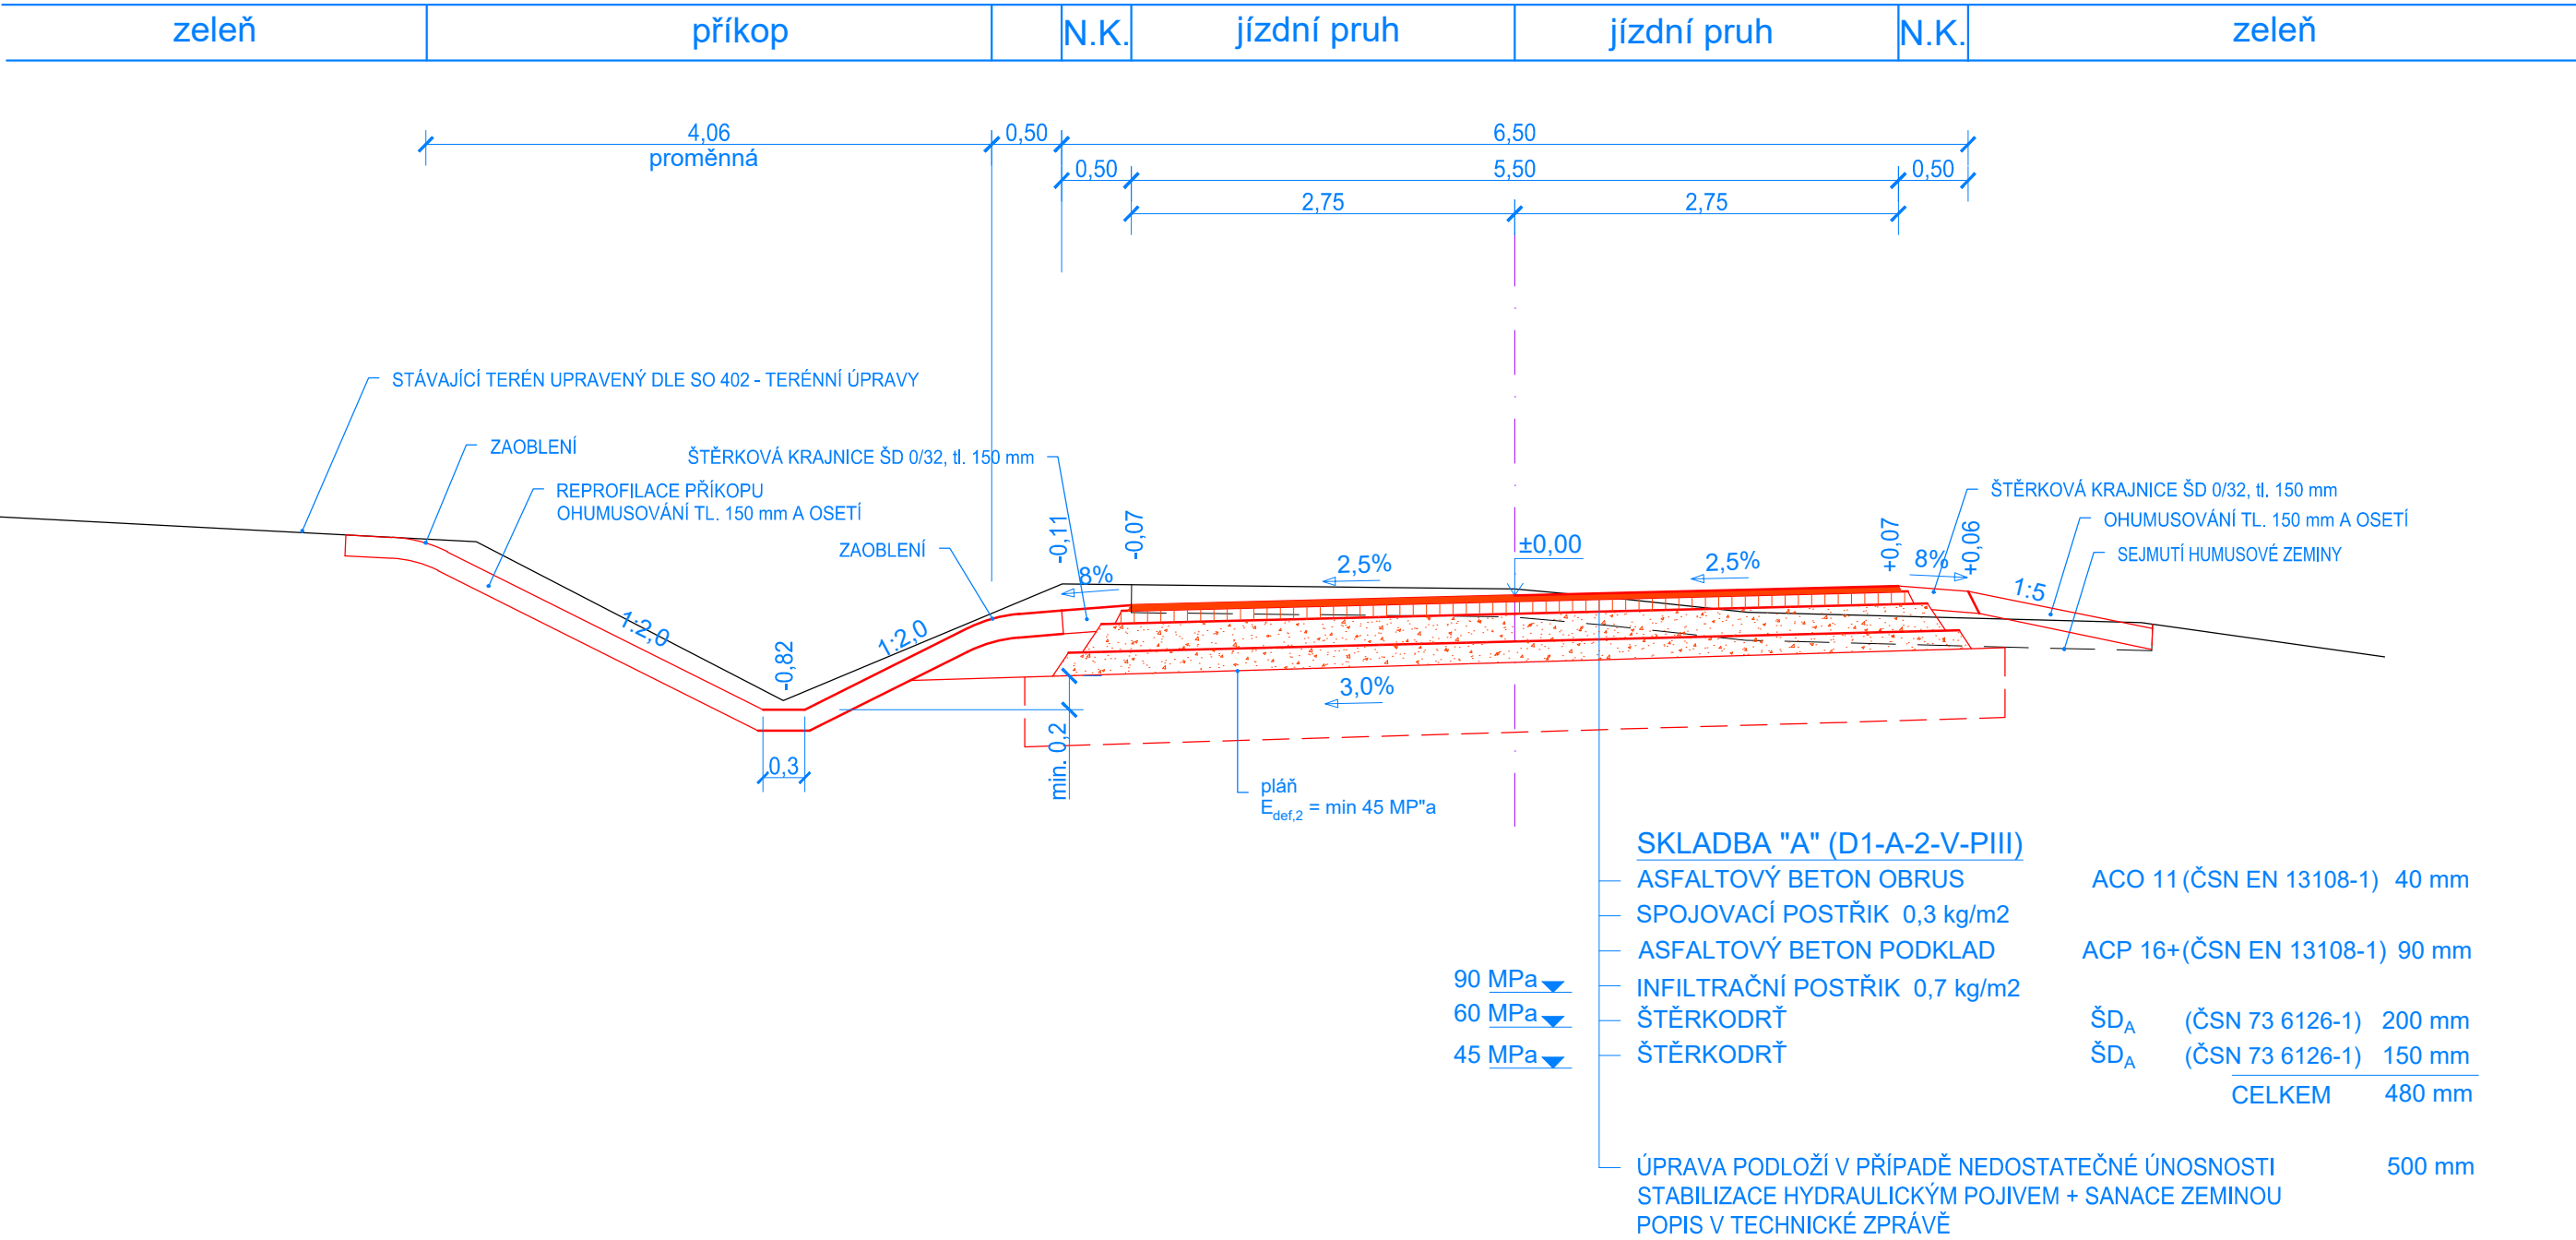 zeleň příkop N.K. jízdní pruh jízdní pruh N.K. zeleň
4,06 0,50 6,50
proměnná
0,50 5,50 0,50
2,75 2,75
STÁVAJÍCÍ TERÉN UPRAVENÝ DLE SO 402 - TERÉNNÍ ÚPRAVY
ZAOBLENÍ
ŠTĚRKOVÁ KRAJNICE ŠD 0/32, tl. 150 mm
REPROFILACE PŘÍKOPU
OHUMUSOVÁNÍ TL. 150 mm A OSETÍ
ZAOBLENÍ
ŠTĚRKOVÁ KRAJNICE ŠD 0/32, tl. 150 mm
OHUMUSOVÁNÍ TL. 150 mm A OSETÍ
SEJMUTÍ HUMUSOVÉ ZEMINY
-0,11
-0,07
±0,00
+0,07
+0,06
8%
2,5%
2,5%
8%
1:5
1:2,0
-0,82
1:2,0
3,0%
0,3
min. 0,2
pláň
Edef,2 = min 45 MP"a
SKLADBA "A" (D1-A-2-V-PIII)
ASFALTOVÝ BETON OBRUS ACO 11 (ČSN EN 13108-1) 40 mm
SPOJOVACÍ POSTŘIK 0,3 kg/m2
ASFALTOVÝ BETON PODKLAD ACP 16+ (ČSN EN 13108-1) 90 mm
90 MPa INFILTRAČNÍ POSTŘIK 0,7 kg/m2
60 MPa ŠTĚRKODRŤ ŠDA (ČSN 73 6126-1) 200 mm
45 MPa ŠTĚRKODRŤ ŠDA (ČSN 73 6126-1) 150 mm
CELKEM 480 mm
ÚPRAVA PODLOŽÍ V PŘÍPADĚ NEDOSTATEČNÉ ÚNOSNOSTI 500 mm
STABILIZACE HYDRAULICKÝM POJIVEM + SANACE ZEMINOU
POPIS V TECHNICKÉ ZPRÁVĚ